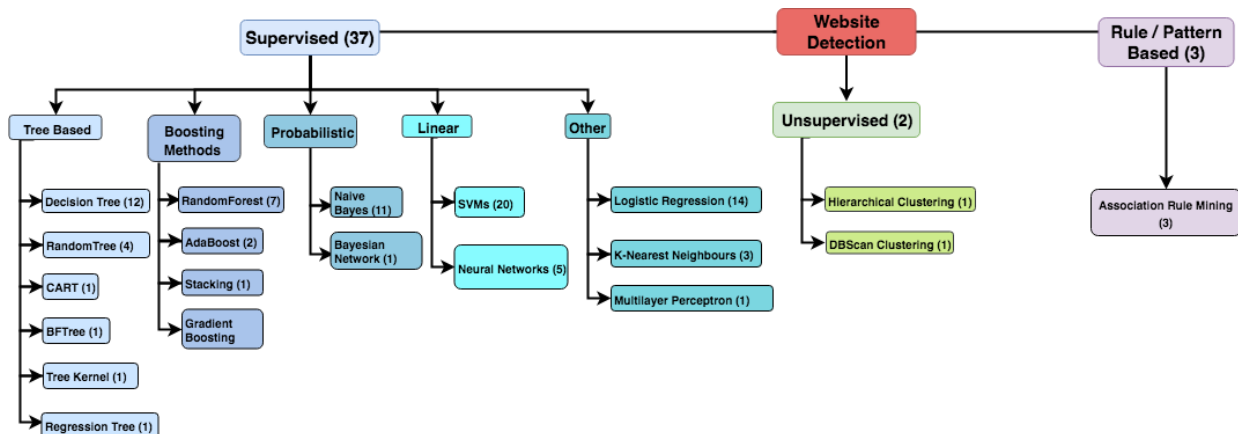 Supervised (37)
Website
Detection
Rule / Pattern
Based (3)
Tree Based
Boosting
Methods
Probabilistic
Linear
Other
Unsupervised (2)
Decision Tree (12)
RandomTree (4)
CART (1)
BFTree (1)
Tree Kernel (1)
Regression Tree (1)
RandomForest (7)
AdaBoost (2)
Stacking (1)
Gradient
Boosting
Naive
Bayes (11)
Bayesian
Network (1)
SVMs (20)
Neural Networks (5)
Logistic Regression (14)
K-Nearest Neighbours (3)
Multilayer Perceptron (1)
Hierarchical Clustering (1)
DBScan Clustering (1)
Association Rule Mining
(3)